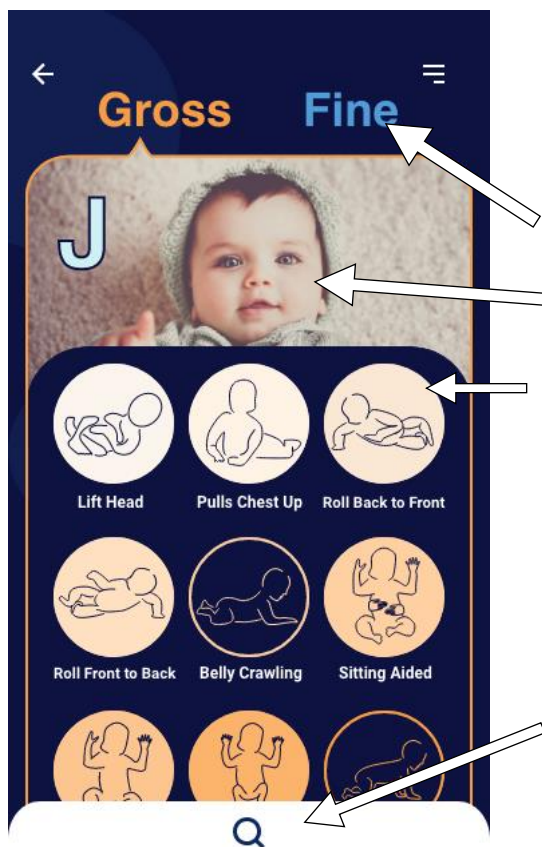 Gross Fine
J
Lift Head Pulls Chest Up Roll Back to Front
Roll Front to Back Belly Crawling Sitting Aided